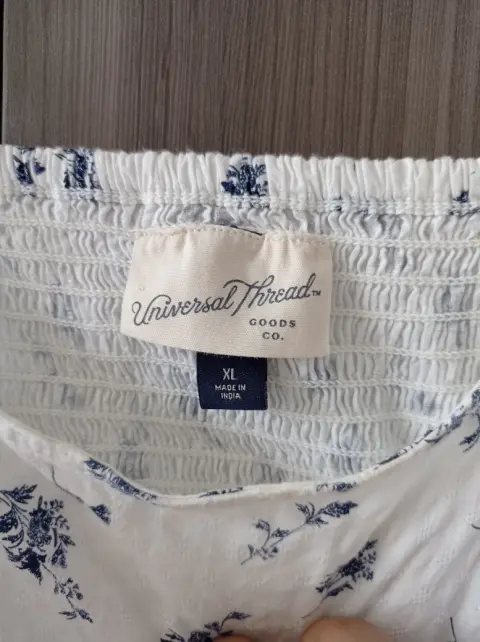 Universal Thread™
GOODS
CO.
XL
MADE IN
INDIA